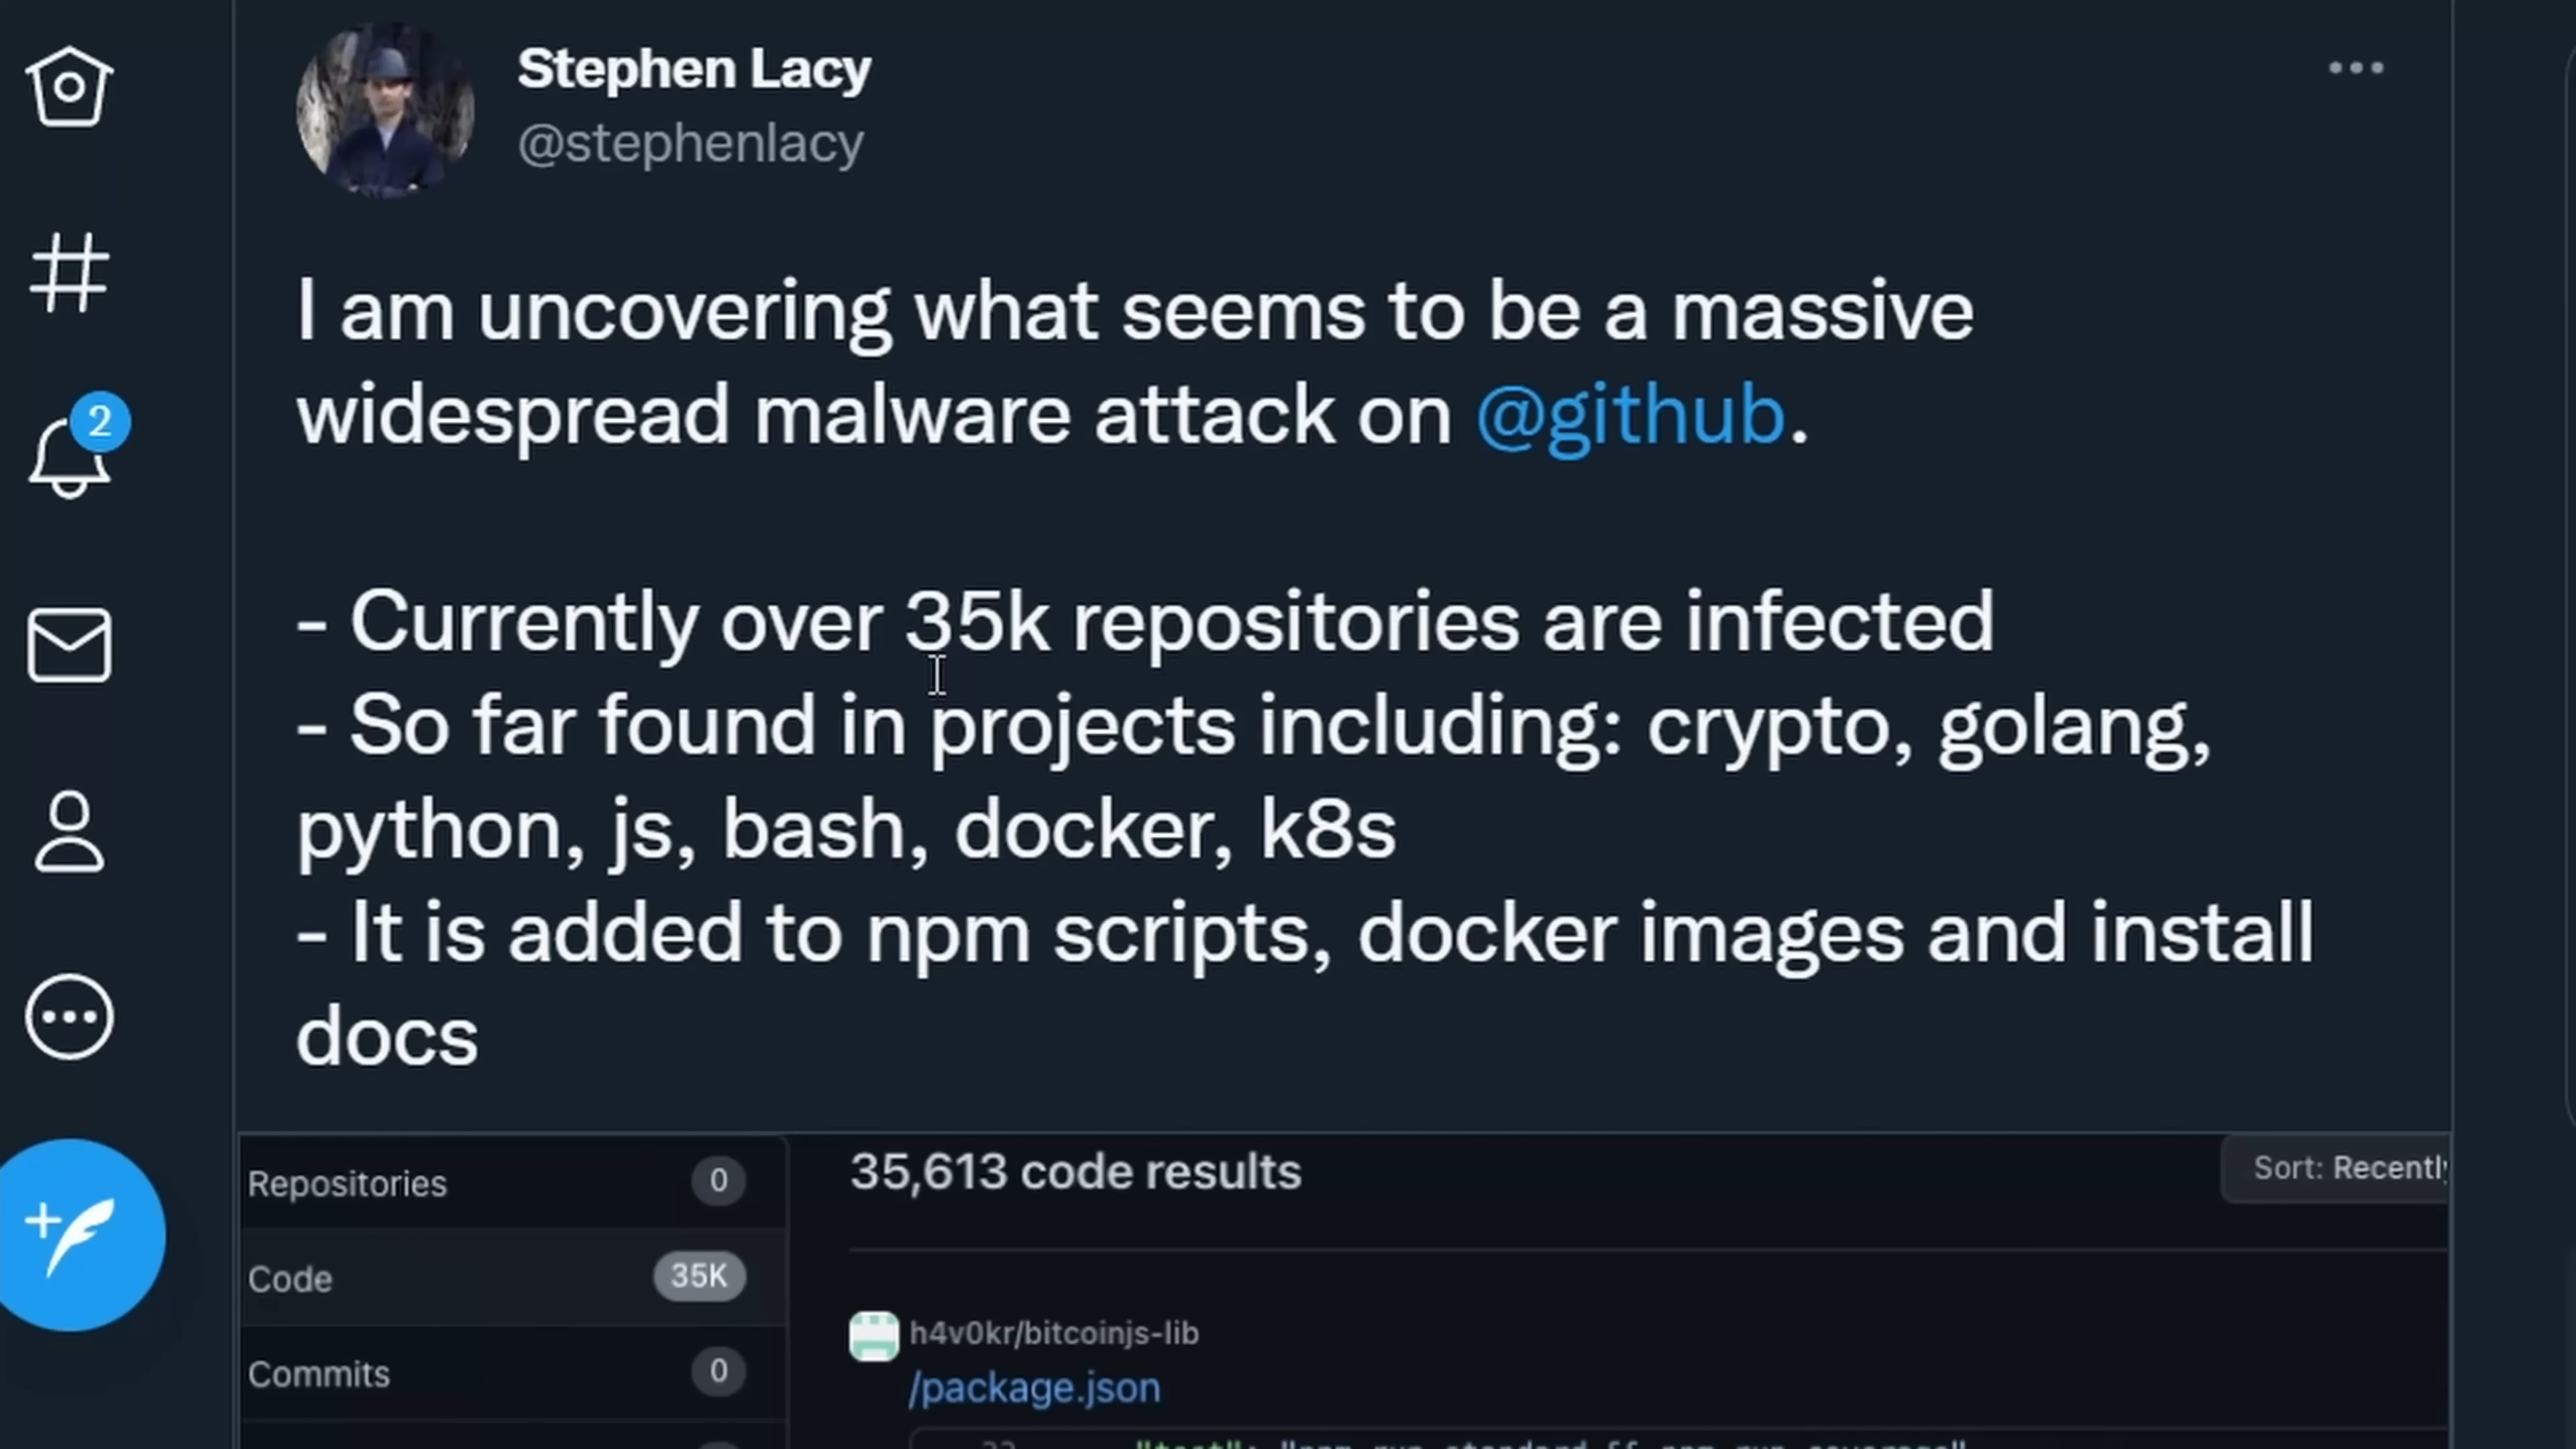 Stephen Lacy
@stephenlacy
I am uncovering what seems to be a massive
widespread malware attack on @github.
- Currently over 35k repositories are infected
- So far found in projects including: crypto, golang,
python, js, bash, docker, k8s
- It is added to npm scripts, docker images and install
docs
2
Repositories 0
Code 35K
Commits 0
35,613 code results
Sort: Recently
h4v0kr/bitcoinjs-lib
/package.json